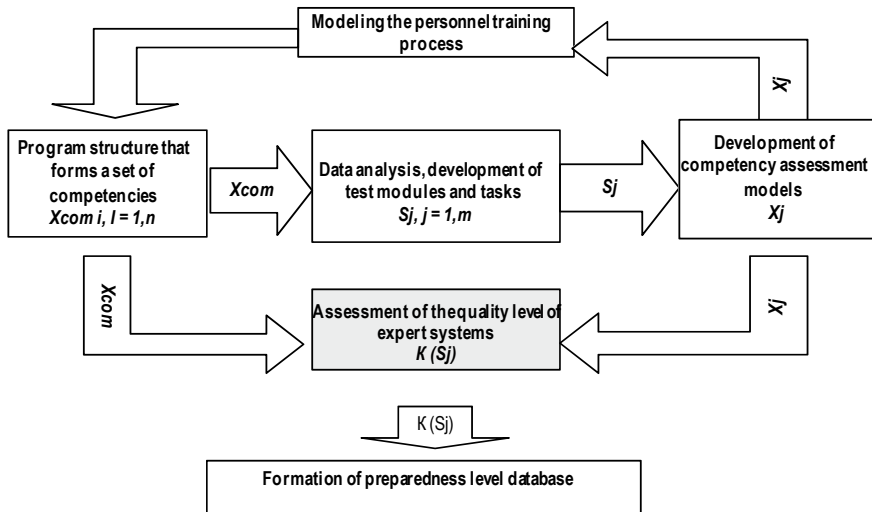 Modeling the personnel training
process
Xj
Program structure that
forms a set of
competencies
Xcom i, I = 1,n
Xcom
Data analysis, development of
test modules and tasks
Sj, j = 1,m
Sj
Development of
competency assessment
models
Xj
Xcom
Assessment of thequality level of
expert systems
K (Sj)
Xj
K (Sj)
Formation of preparedness level database